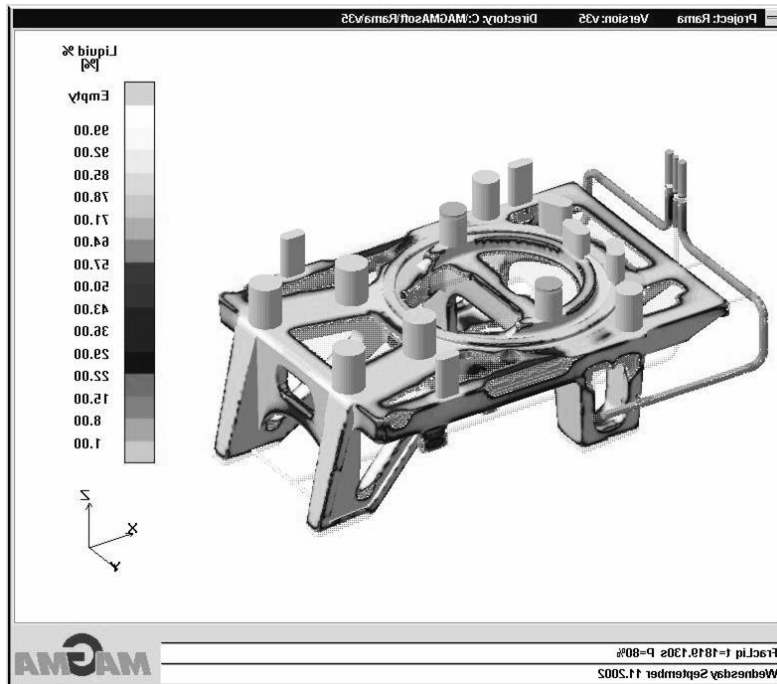 Project: Rama Version: v35 Directory: C:/MAGMAsoft/Rama/v35
Liquid %
[%]
Empty
99.00
92.00
85.00
78.00
71.00
64.00
57.00
50.00
43.00
36.00
29.00
22.00
15.00
8.00
1.00
Z
X
Y
FracLiq t=1819.130s P=80%
MAGMA
Wednesday September 11.2002